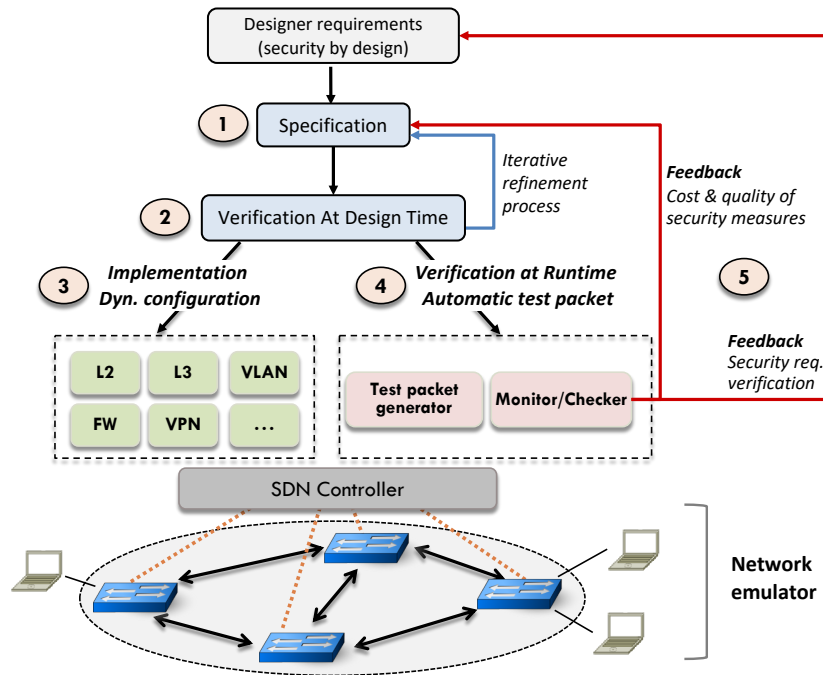 Designer requirements
(security by design)
1
Specification
Iterative
refinement
process
Feedback
Cost & quality of
security measures
2
Verification At Design Time
3
Implementation
Dyn. configuration
4
Verification at Runtime
Automatic test packet
5
Feedback
Security req.
verification
L2
L3
VLAN
FW
VPN
...
Test packet
generator
Monitor/Checker
SDN Controller
Network
emulator